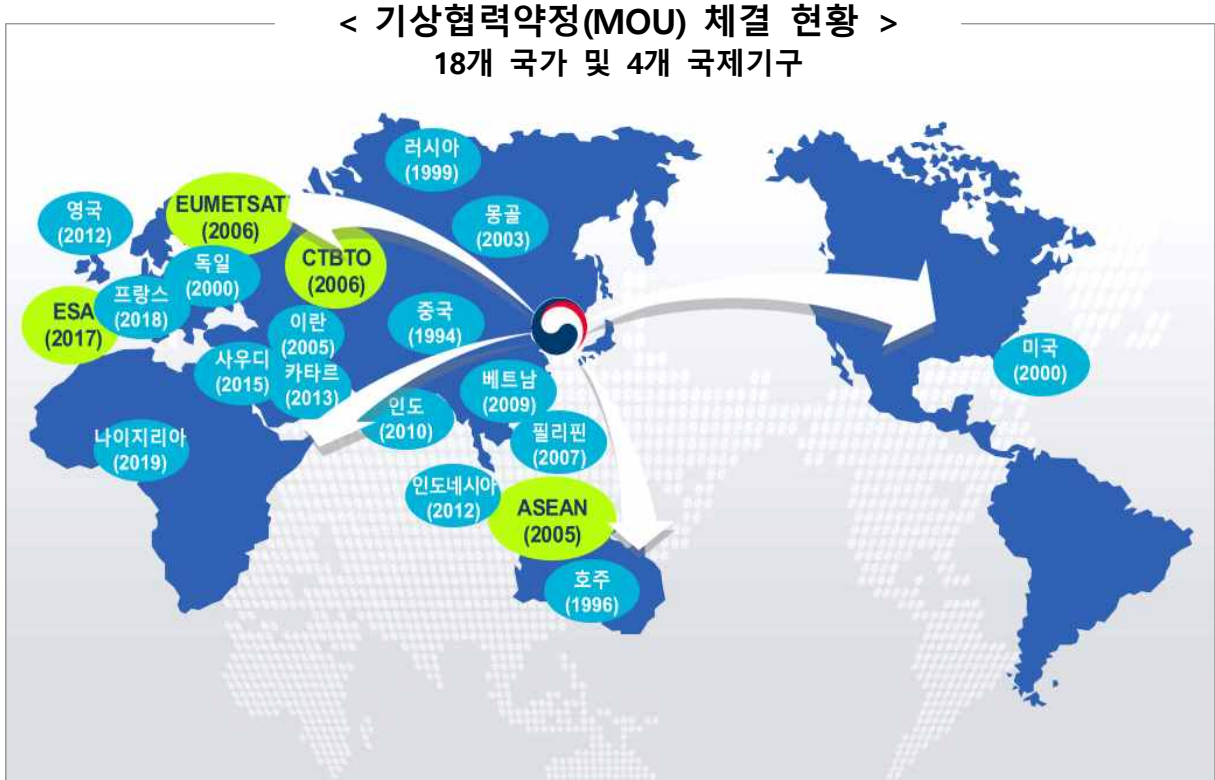 < 기상협력약정(MOU) 체결 현황 >
18개 국가 및 4개 국제기구
러시아
(1999)
영국
(2012)
EUMETSAT
(2006)
몽골
(2003)
독일
(2000)
CTBTO
(2006)
프랑스
(2018)
ESA
(2017)
이란
(2005)
중국
(1994)
사우디
(2015)
카타르
(2013)
미국
(2000)
베트남
(2009)
인도
(2010)
필리핀
(2007)
나이지리아
(2019)
인도네시아
(2012)
ASEAN
(2005)
호주
(1996)